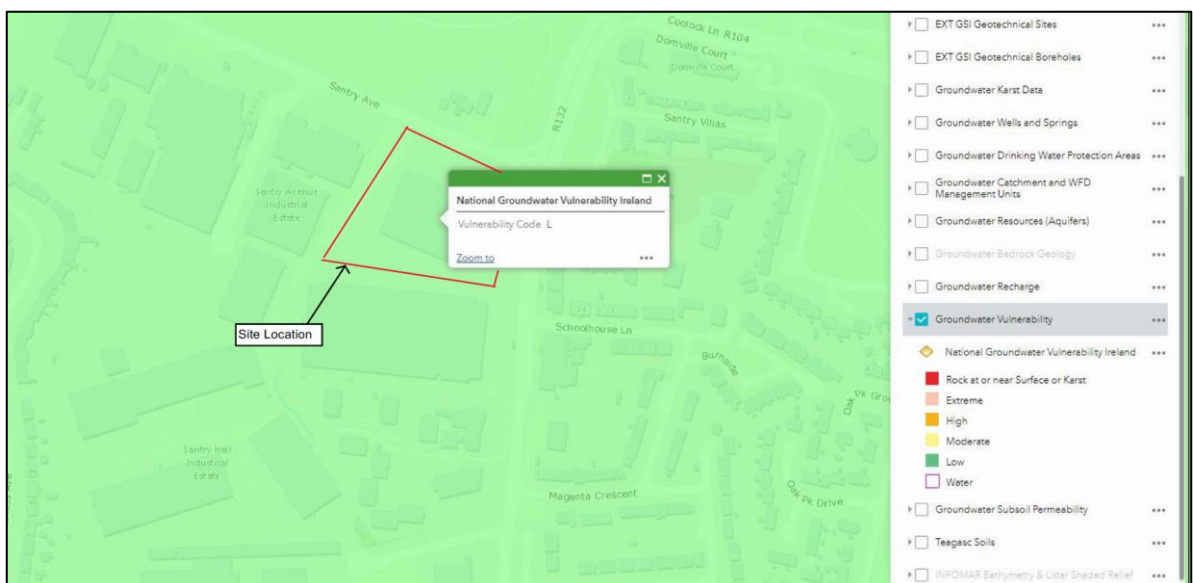 Coolock Ln R104
Domville Court
Domville Court
Santry Ave
R132
Santry Villas
Santry Avenue
Industrial
Estate
National Groundwater Vulnerability Ireland
Vulnerability Code L
Zoom to
Site Location
Schoolhouse Ln
Burnside
Oak Pk Gro
Santry Hall
Industrial
Estate
Magenta Crescent
Oak Pk Drive
EXT GSI Geotechnical Sites
EXT GSI Geotechnical Boreholes
Groundwater Karst Data
Groundwater Wells and Springs
Groundwater Drinking Water Protection Areas
Groundwater Catchment and WFD
Management Units
Groundwater Resources (Aquifers)
Groundwater Bedrock Geology
Groundwater Recharge
Groundwater Vulnerability
National Groundwater Vulnerability Ireland
Rock at or near Surface or Karst
Extreme
High
Moderate
Low
Water
Groundwater Subsoil Permeability
Teagasc Soils
INFOMAR Bathymetry & Lidar Shaded Relief